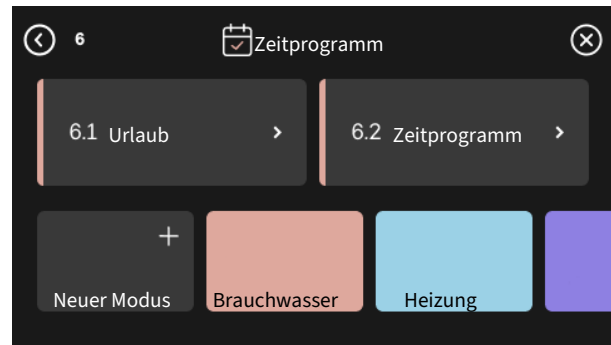 6 Zeitprogramm
6.1 Urlaub
6.2 Zeitprogramm
Neuer Modus
Brauchwasser
Heizung